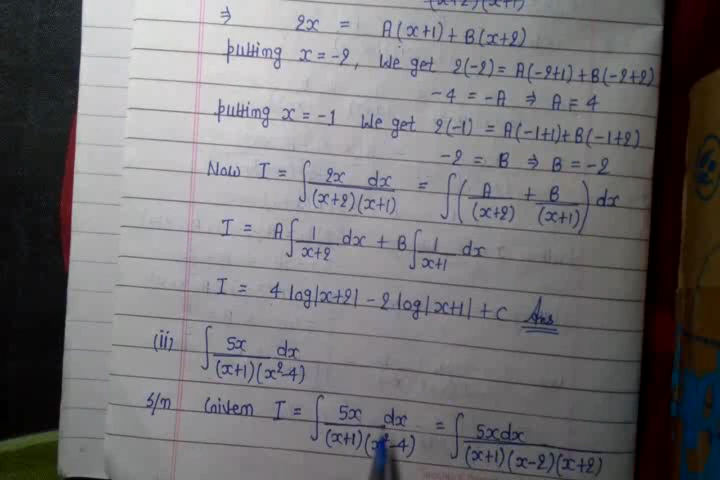 (x+2)(x+1)
⇒ 2x = A(x+1)+B(x+2)
putting x=-2, We get 2(-2)=A(-2+1)+B(-2+2)
-4 = -A ⇒ A = 4
putting x=-1 We get 2(-1)=A(-1+1)+B(-1+2)
-2 = B ⇒ B = -2
Now I = ∫ 2x dx / (x+2)(x+1) = ∫ ( A/(x+2) + B/(x+1) ) dx
I = A∫ 1/x+2 dx + B∫ 1/x+1 dx
I = 4 log|x+2| - 2 log|x+1| + C Ans
(ii) ∫ 5x dx / (x+1)(x²-4)
S/n Given I = ∫ 5x dx / (x+1)(x²-4) = ∫ 5xdx / (x+1)(x-2)(x+2)